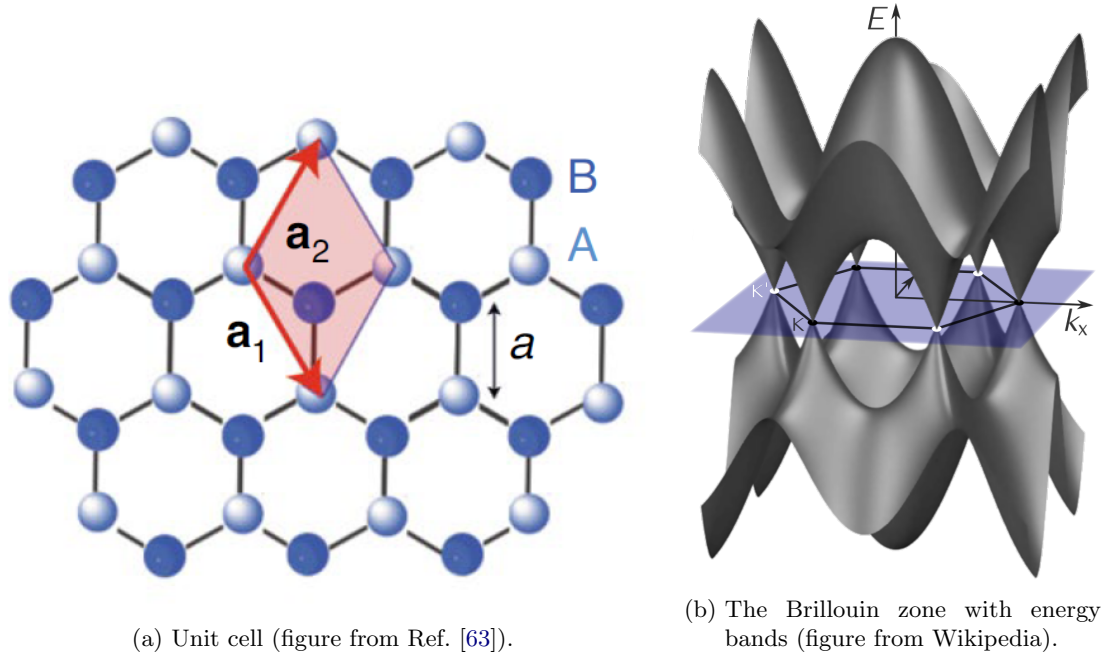 B
A
a₂
a₁
a
(a) Unit cell (figure from Ref. [63]).
E
K'
K
kₓ
(b) The Brillouin zone with energy
bands (figure from Wikipedia).